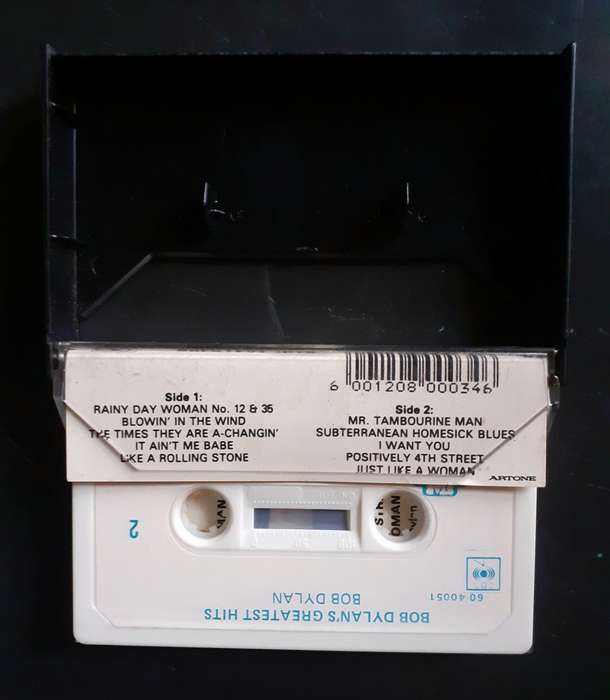 6 001208 000346
Side 1:
RAINY DAY WOMAN No. 12 & 35
BLOWIN' IN THE WIND
THE TIMES THEY ARE A-CHANGIN'
IT AIN'T ME BABE
LIKE A ROLLING STONE
Side 2:
MR. TAMBOURINE MAN
SUBTERRANEAN HOMESICK BLUES
I WANT YOU
POSITIVELY 4TH STREET
JUST LIKE A WOMAN
ARTONE
2
OMAN
60 40051
BOB DYLAN
BOB DYLAN'S GREATEST HITS